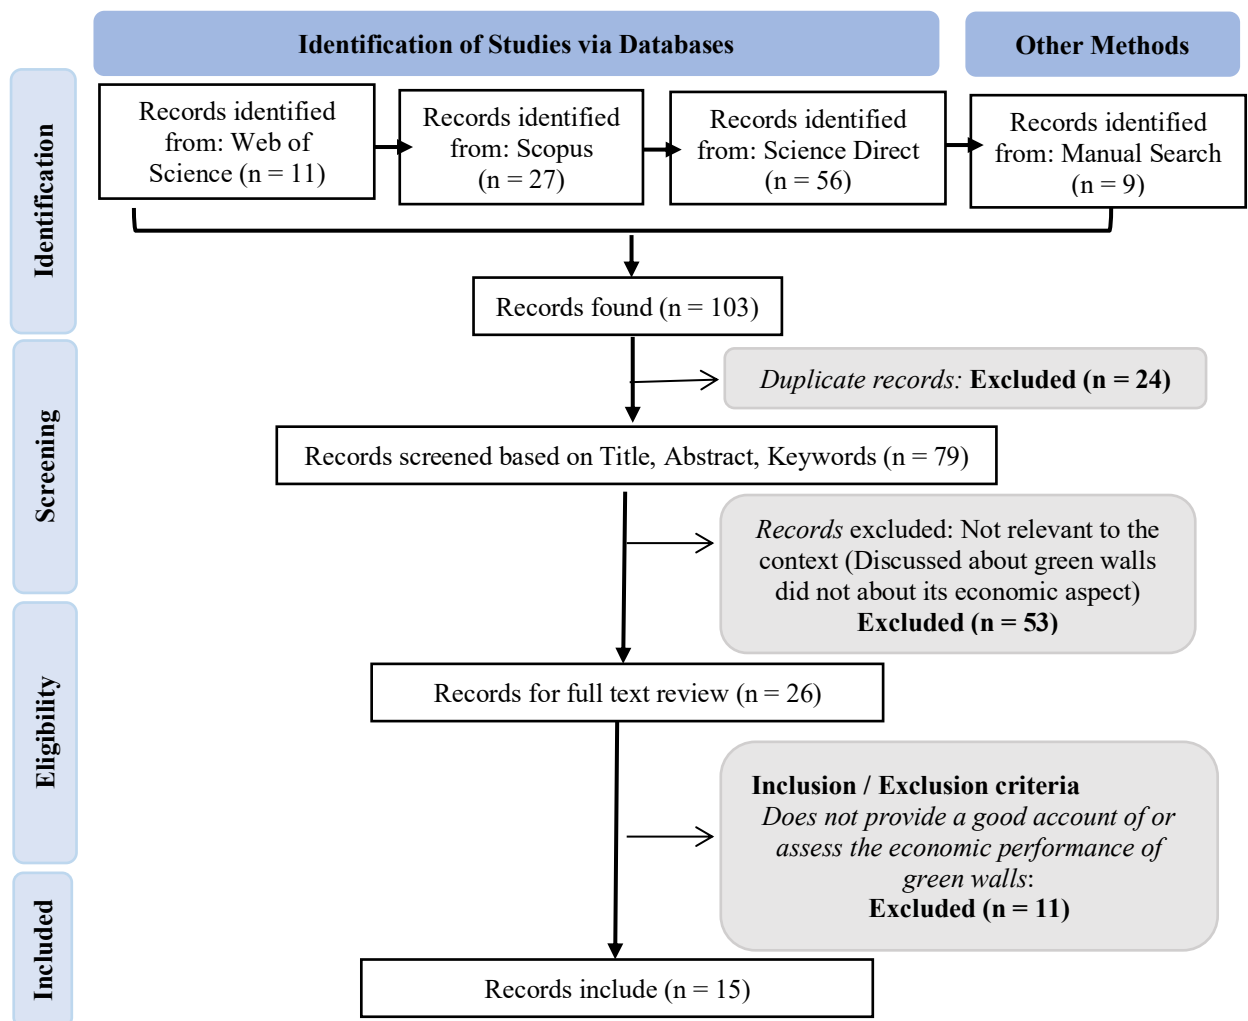 Identification of Studies via Databases
Other Methods
Identification
Records identified
from: Web of
Science (n = 11)
Records identified
from: Scopus
(n = 27)
Records identified
from: Science Direct
(n = 56)
Records identified
from: Manual Search
(n = 9)
Records found (n = 103)
Screening
Duplicate records: Excluded (n = 24)
Records screened based on Title, Abstract, Keywords (n = 79)
Records excluded: Not relevant to the
context (Discussed about green walls
did not about its economic aspect)
Excluded (n = 53)
Eligibility
Records for full text review (n = 26)
Inclusion / Exclusion criteria
Does not provide a good account of or
assess the economic performance of
green walls:
Excluded (n = 11)
Included
Records include (n = 15)